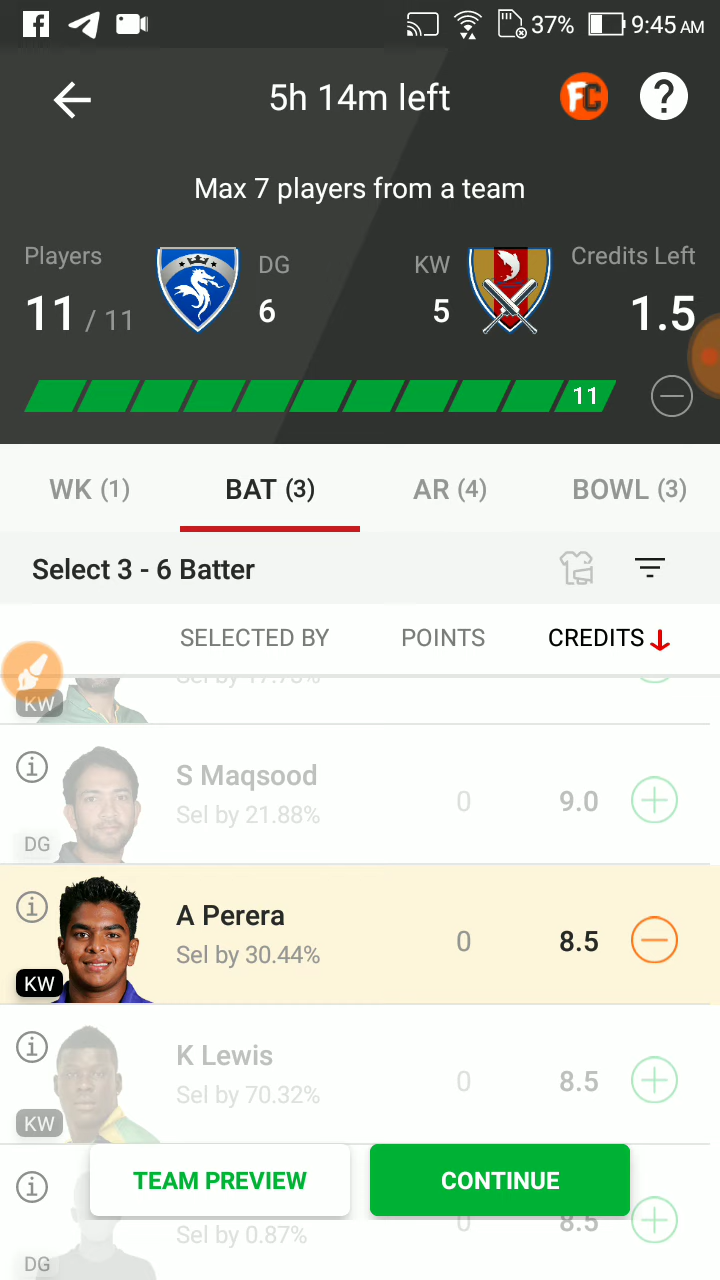 37% 9:45 AM
5h 14m left FC ?
Max 7 players from a team
Players DG KW Credits Left
11 / 11 6 5 1.5
11
WK (1) BAT (3) AR (4) BOWL (3)
Select 3 - 6 Batter
SELECTED BY POINTS CREDITS
KW
S Maqsood
Sel by 21.88% 0 9.0
DG
A Perera
Sel by 30.44% 0 8.5
KW
K Lewis
Sel by 70.32% 0 8.5
KW
TEAM PREVIEW CONTINUE
Sel by 0.87% 0 8.5
DG